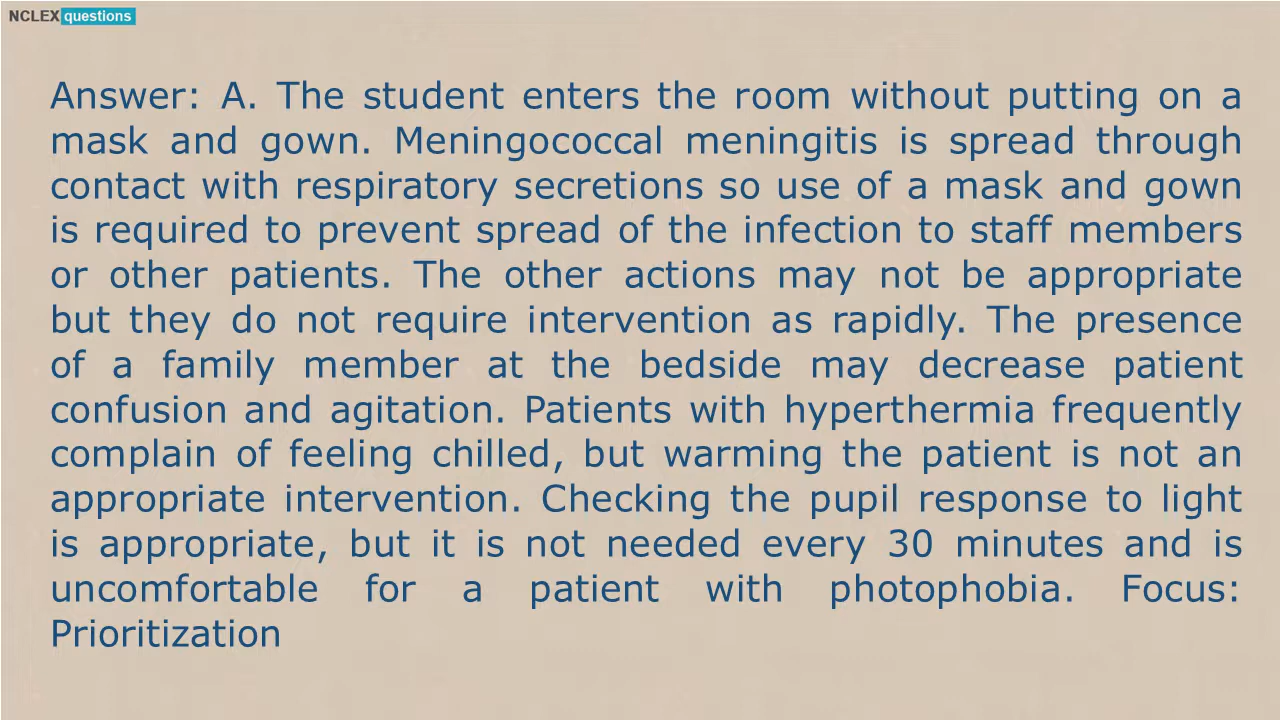 NCLEX questions
Answer: A. The student enters the room without putting on a
mask and gown. Meningococcal meningitis is spread through
contact with respiratory secretions so use of a mask and gown
is required to prevent spread of the infection to staff members
or other patients. The other actions may not be appropriate
but they do not require intervention as rapidly. The presence
of a family member at the bedside may decrease patient
confusion and agitation. Patients with hyperthermia frequently
complain of feeling chilled, but warming the patient is not an
appropriate intervention. Checking the pupil response to light
is appropriate, but it is not needed every 30 minutes and is
uncomfortable for a patient with photophobia. Focus:
Prioritization